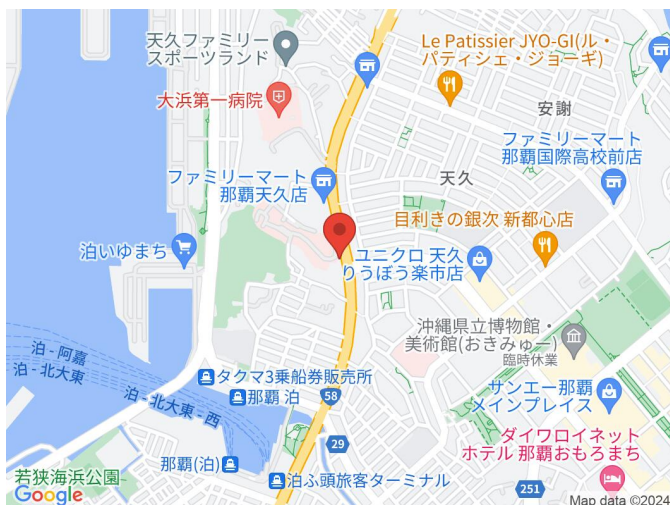 天久ファミリー
スポーツランド
Le Patissier JYO-GI(ル・
パティシェ・ジョーギ)
大浜第一病院
安謝
ファミリーマート
那覇国際高校前店
ファミリーマート
那覇天久店
天久
目利きの銀次 新都心店
泊いゆまち
ユニクロ 天久
りうぼう楽市店
沖縄県立博物館・
美術館(おきみゅー)
臨時休業
泊 - 阿嘉
泊 - 北大東
タクマ3乗船券販売所
泊 - 北大東 - 西
那覇 泊
58
サンエー那覇
メインプレイス
29
ダイワロイネット
ホテル 那覇おもろまち
若狭海浜公園
那覇(泊)
泊ふ頭旅客ターミナル
251
Google
Map data ©2024